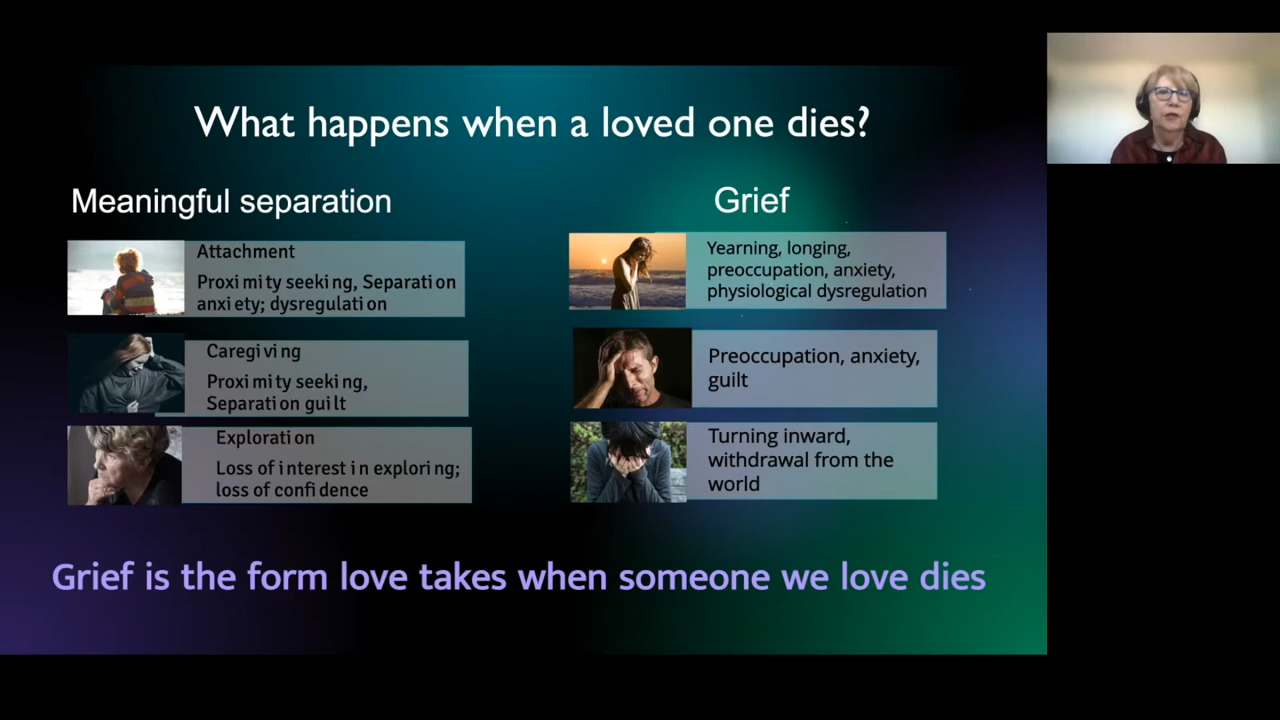 What happens when a loved one dies?
Meaningful separation
Attachment
Proximity seeking, Separation
anxiety; dysregulation
Caregiving
Proximity seeking,
Separation guilt
Exploration
Loss of interest in exploring;
loss of confidence
Grief
Yearning, longing,
preoccupation, anxiety,
physiological dysregulation
Preoccupation, anxiety,
guilt
Turning inward,
withdrawal from the
world
Grief is the form love takes when someone we love dies